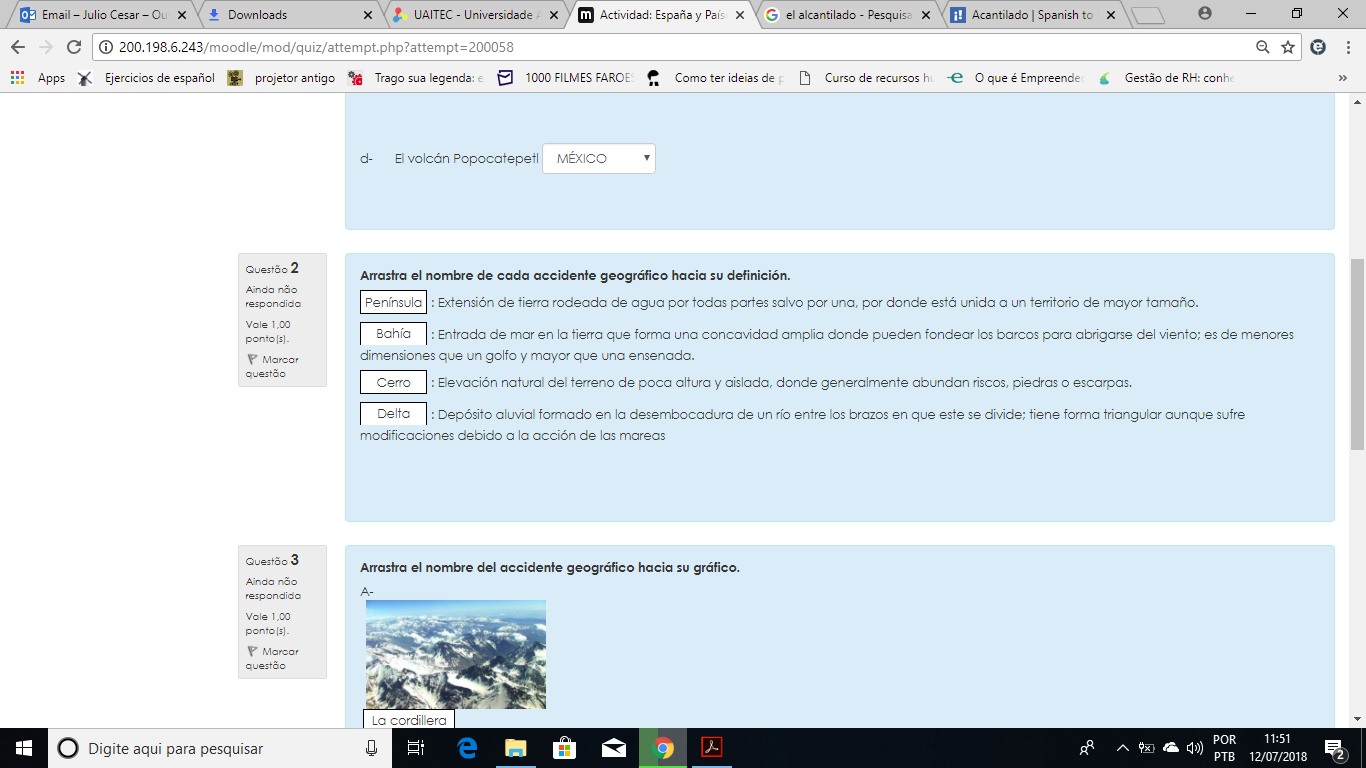 Email – Julio Cesar – Ou
Downloads
UAITEC - Universidade A
Actividad: España y País
el alcantilado - Pesquisa
Acantilado | Spanish to
200.198.6.243/moodle/mod/quiz/attempt.php?attempt=200058
Apps
Ejercicios de español
projetor antigo
Trago sua legenda: e
1000 FILMES FAROES
Como ter ideias de p
Curso de recursos hu
O que é Empreende
Gestão de RH: conhe
d- El volcán Popocatepetl MÉXICO
Questão 2
Ainda não
respondida
Vale 1,00
ponto(s).
Marcar
questão
Arrastra el nombre de cada accidente geográfico hacia su definición.
Península : Extensión de tierra rodeada de agua por todas partes salvo por una, por donde está unida a un territorio de mayor tamaño.
Bahía : Entrada de mar en la tierra que forma una concavidad amplia donde pueden fondear los barcos para abrigarse del viento; es de menores
dimensiones que un golfo y mayor que una ensenada.
Cerro : Elevación natural del terreno de poca altura y aislada, donde generalmente abundan riscos, piedras o escarpas.
Delta : Depósito aluvial formado en la desembocadura de un río entre los brazos en que este se divide; tiene forma triangular aunque sufre
modificaciones debido a la acción de las mareas
Questão 3
Ainda não
respondida
Vale 1,00
ponto(s).
Marcar
questão
Arrastra el nombre del accidente geográfico hacia su gráfico.
A-
La cordillera
Digite aqui para pesquisar
POR
PTB
11:51
12/07/2018
2